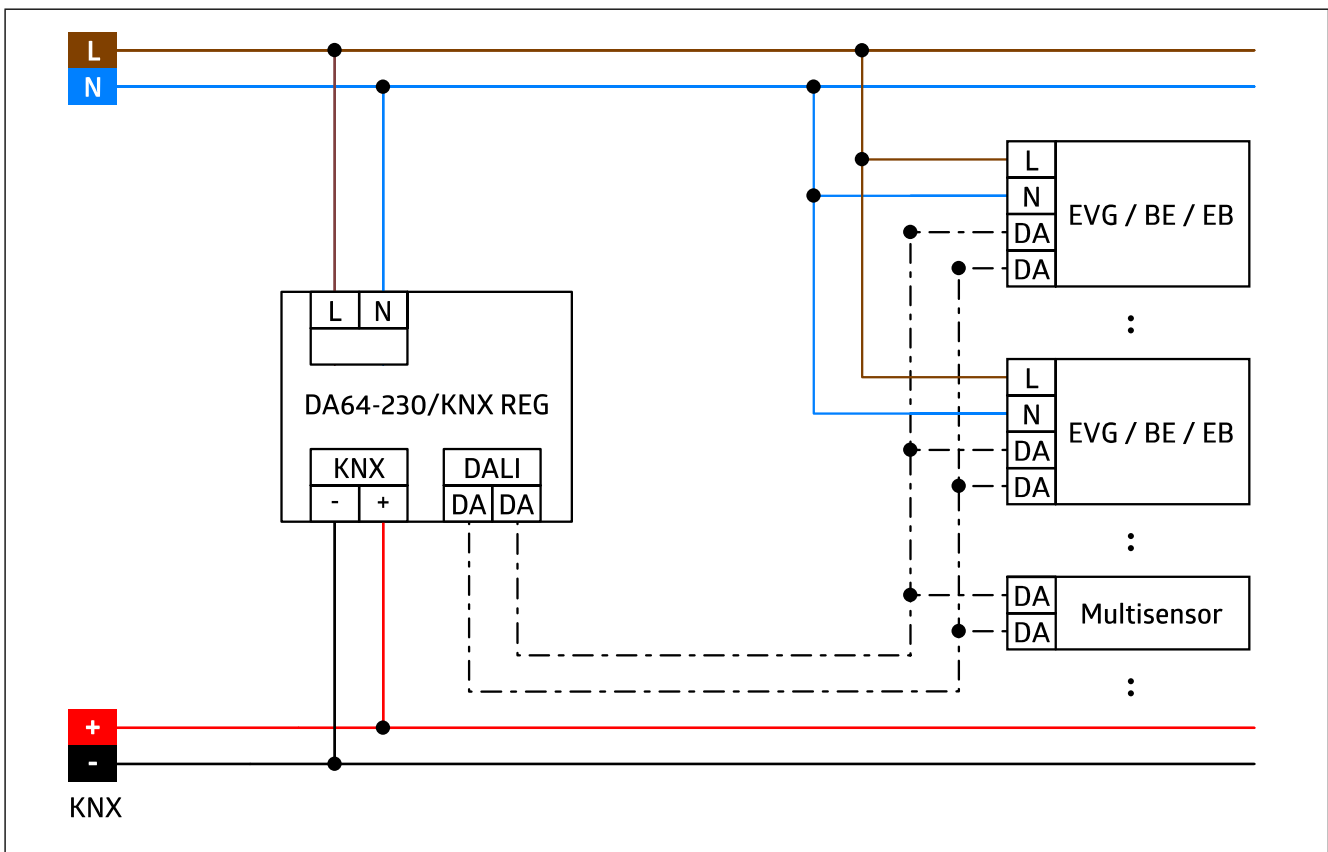 L
N
L
N
EVG / BE / EB
DA
DA
L N
:
DA64-230/KNX REG
L
N
EVG / BE / EB
DA
DA
KNX
- +
DALI
DA DA
:
DA
DA
Multisensor
:
+
-
KNX